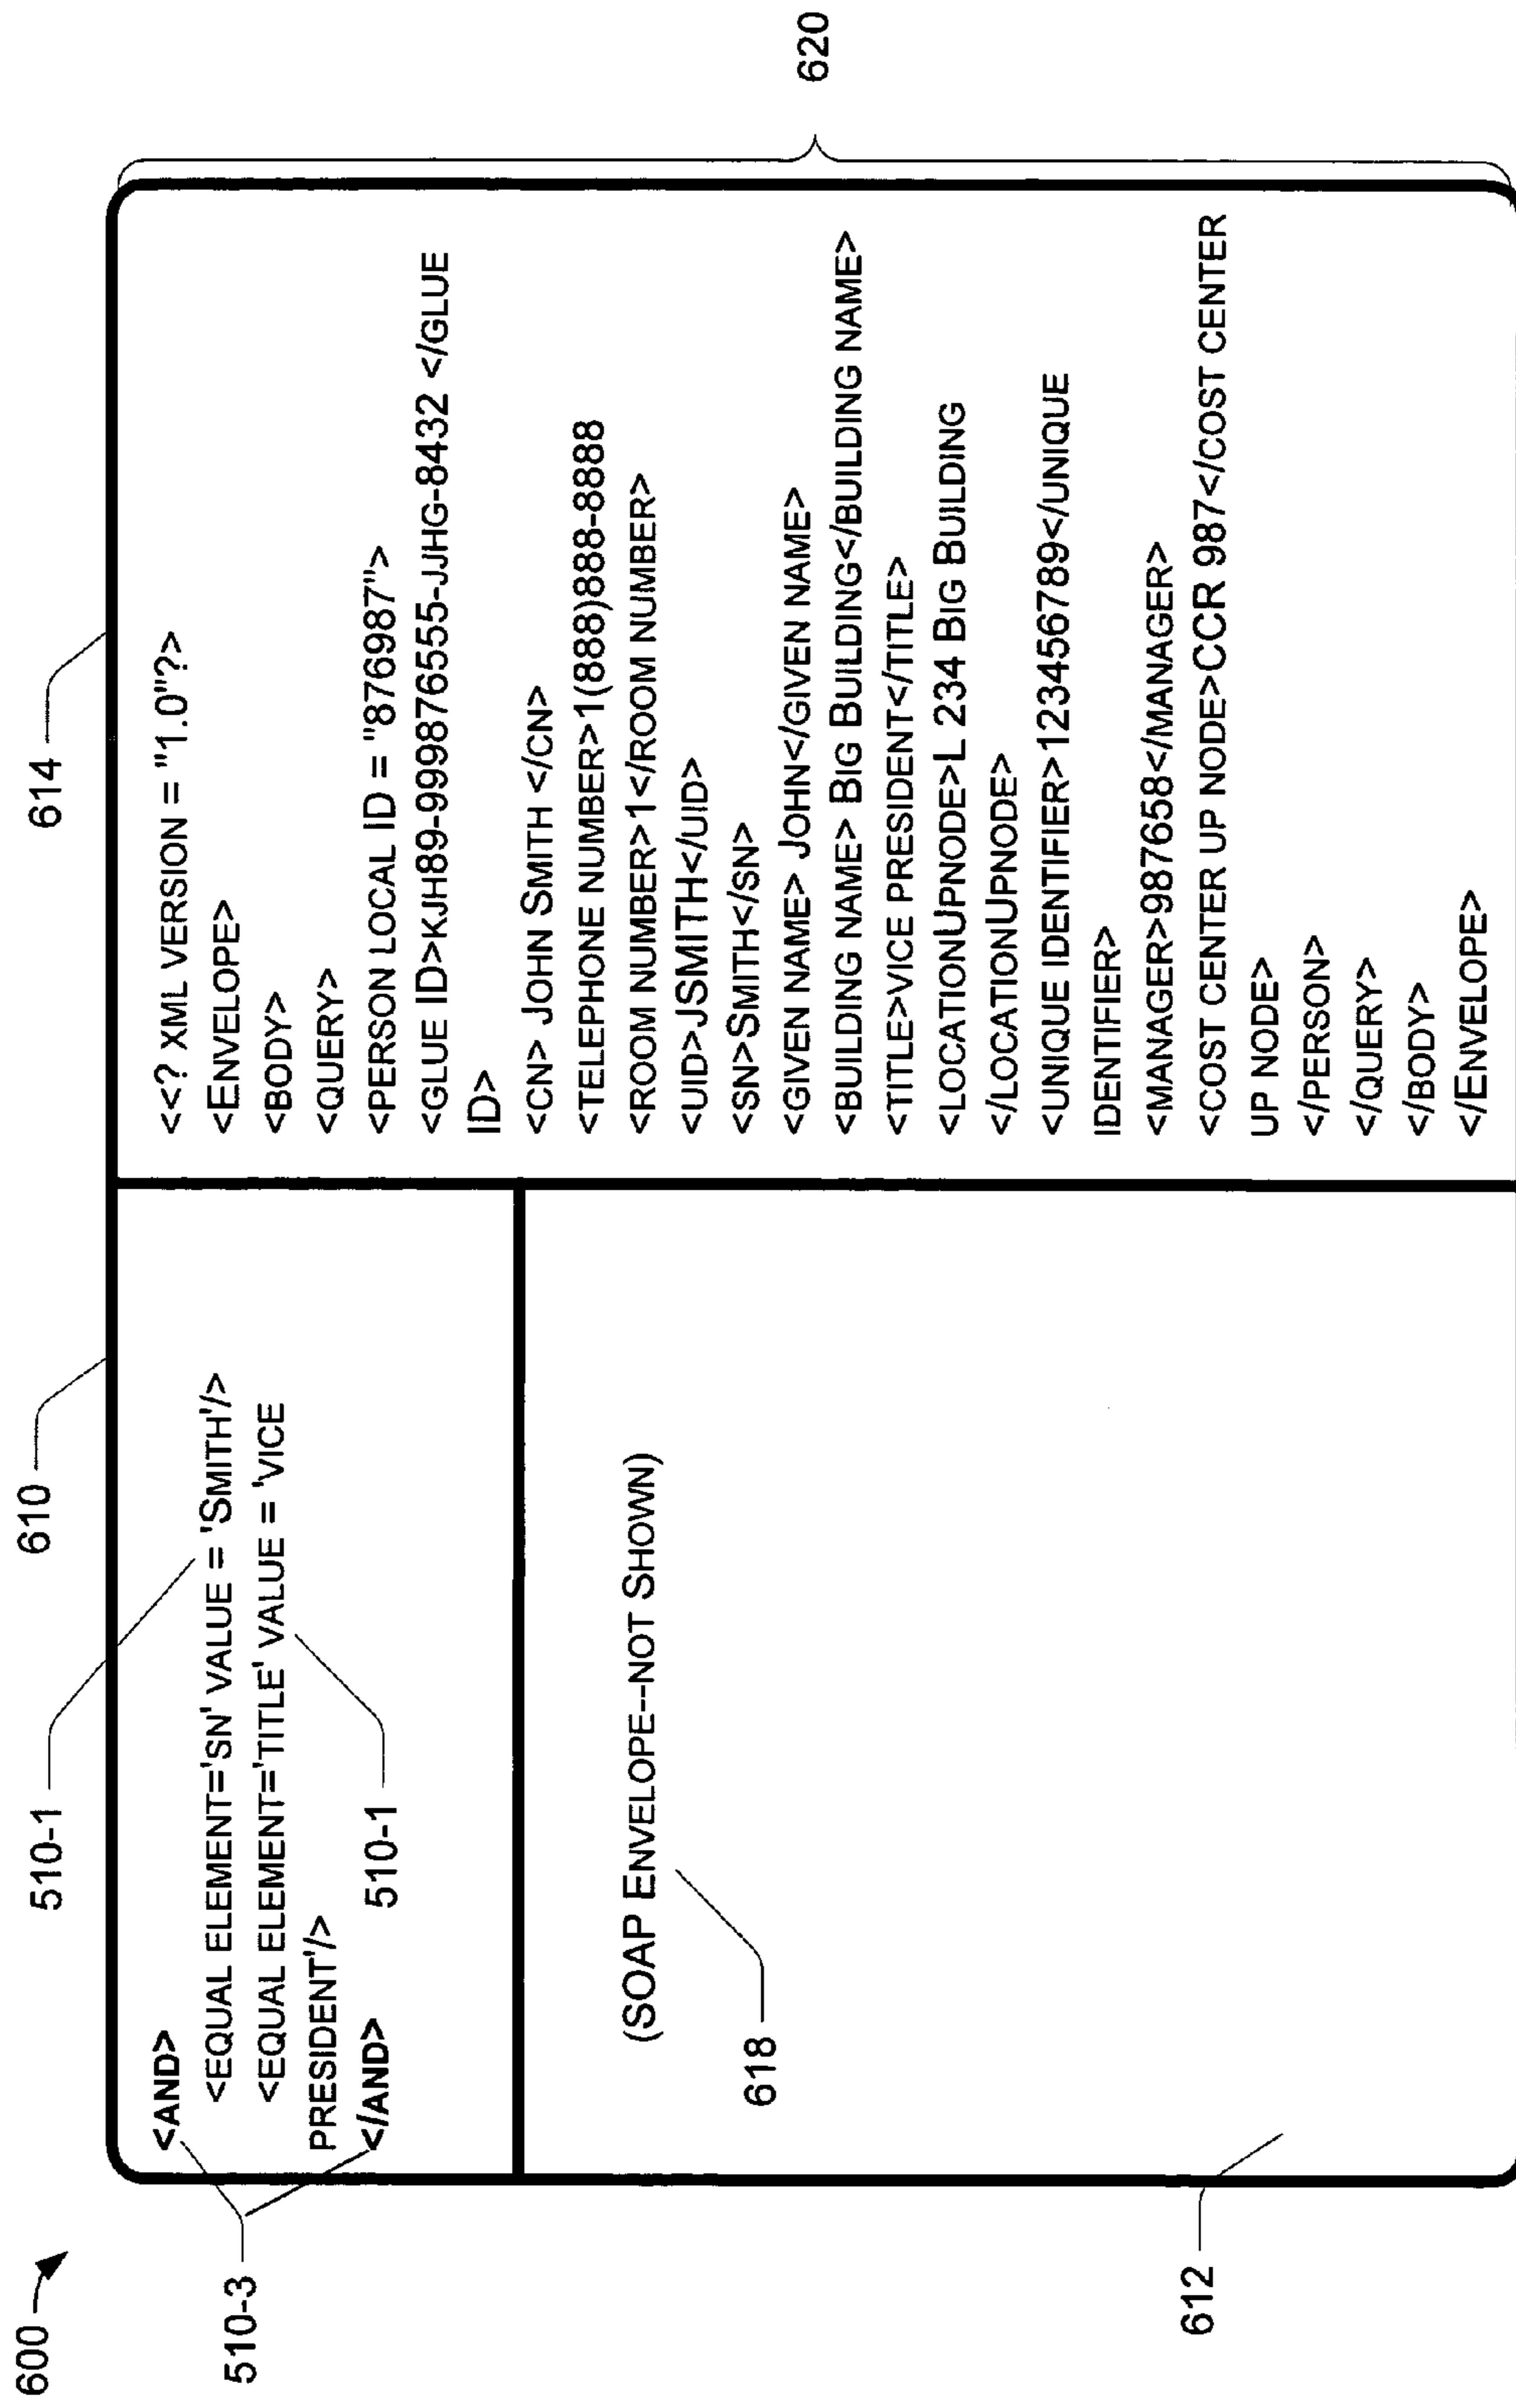 600
510-1
610
614
510-3
<AND>
<EQUAL ELEMENT='SN' VALUE = 'SMITH'/>
<EQUAL ELEMENT='TITLE' VALUE = 'VICE
PRESIDENT'/>
</AND>
510-1
(SOAP ENVELOPE--NOT SHOWN)
618
612
<<? XML VERSION = "1.0"?>
<ENVELOPE>
<BODY>
<QUERY>
<PERSON LOCAL ID = "876987">
<GLUE ID>KJH89-999876555-JJHG-8432 </GLUE
ID>
<CN> JOHN SMITH </CN>
<TELEPHONE NUMBER>1(888)888-8888
<ROOM NUMBER>1</ROOM NUMBER>
<UID>JSMITH</UID>
<SN>SMITH</SN>
<GIVEN NAME> JOHN</GIVEN NAME>
<BUILDING NAME> BIG BUILDING</BUILDING NAME>
<TITLE>VICE PRESIDENT</TITLE>
<LOCATIONUPNODE>L 234 BIG BUILDING
</LOCATIONUPNODE>
<UNIQUE IDENTIFIER>123456789</UNIQUE
IDENTIFIER>
<MANAGER>987658</MANAGER>
<COST CENTER UP NODE>CCR 987</COST CENTER
UP NODE>
</PERSON>
</QUERY>
</BODY>
</ENVELOPE>
620